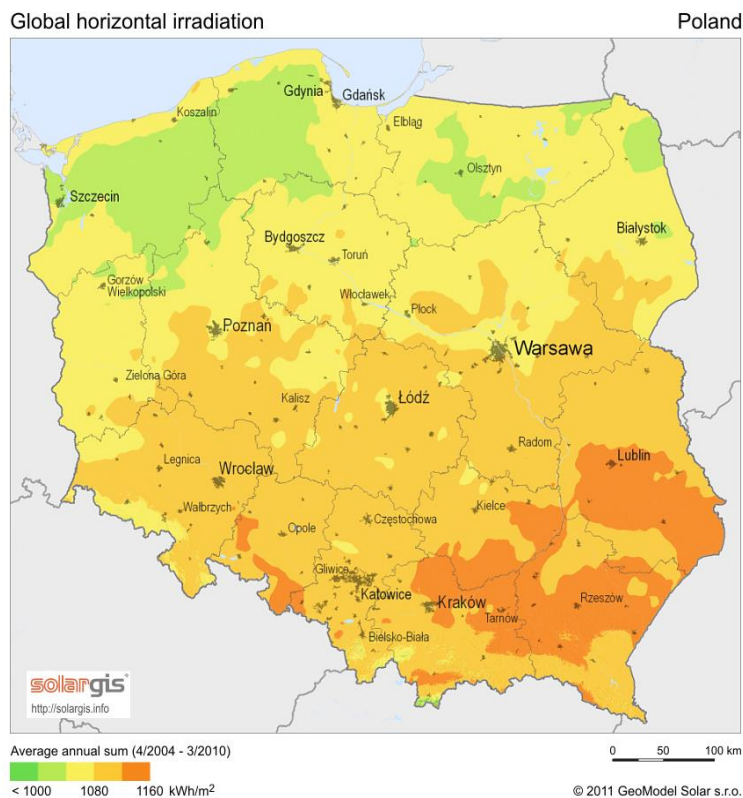 Global horizontal irradiation
Poland
Gdynia
Gdańsk
Koszalin
Elbląg
Olsztyn
Szczecin
Białystok
Bydgoszcz
Toruń
Gorzów
Wielkopolski
Włocławek
Płock
Poznań
Warsawa
Zielona Góra
Kalisz
Łódź
Radom
Lublin
Legnica
Wrocław
Wałbrzych
Kielce
Opole
Częstochowa
Gliwice
Katowice
Kraków
Tarnów
Rzeszów
Bielsko-Biała
solargis
http://solargis.info
Average annual sum (4/2004 - 3/2010)
0 50 100 km
< 1000 1080 1160 kWh/m²
© 2011 GeoModel Solar s.r.o.